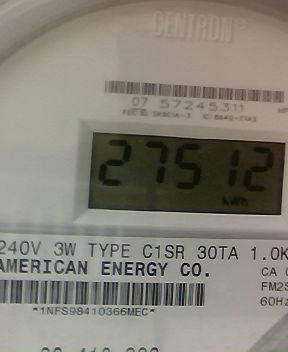 CENTRON®
07 57245311
27512
kWh
240V 3W TYPE C1SR 30TA 1.0K
AMERICAN ENERGY CO.
CA
FM2S
60Hz
*1NFS98410366MEC*